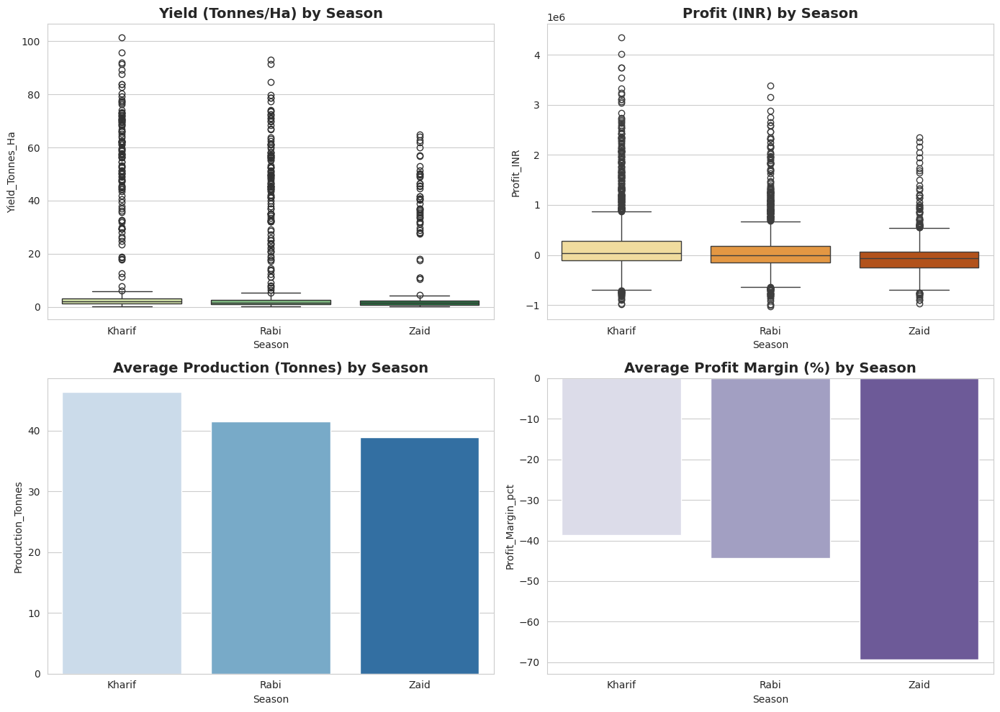 Yield (Tonnes/Ha) by Season
Yield_Tonnes_Ha
100
80
60
40
20
0
Kharif Rabi Zaid
Season
Profit (INR) by Season
1e6
Profit_INR
4
3
2
1
0
−1
Kharif Rabi Zaid
Season
Average Production (Tonnes) by Season
Production_Tonnes
40
30
20
10
0
Kharif Rabi Zaid
Season
Average Profit Margin (%) by Season
Profit_Margin_pct
0
−10
−20
−30
−40
−50
−60
−70
Kharif Rabi Zaid
Season